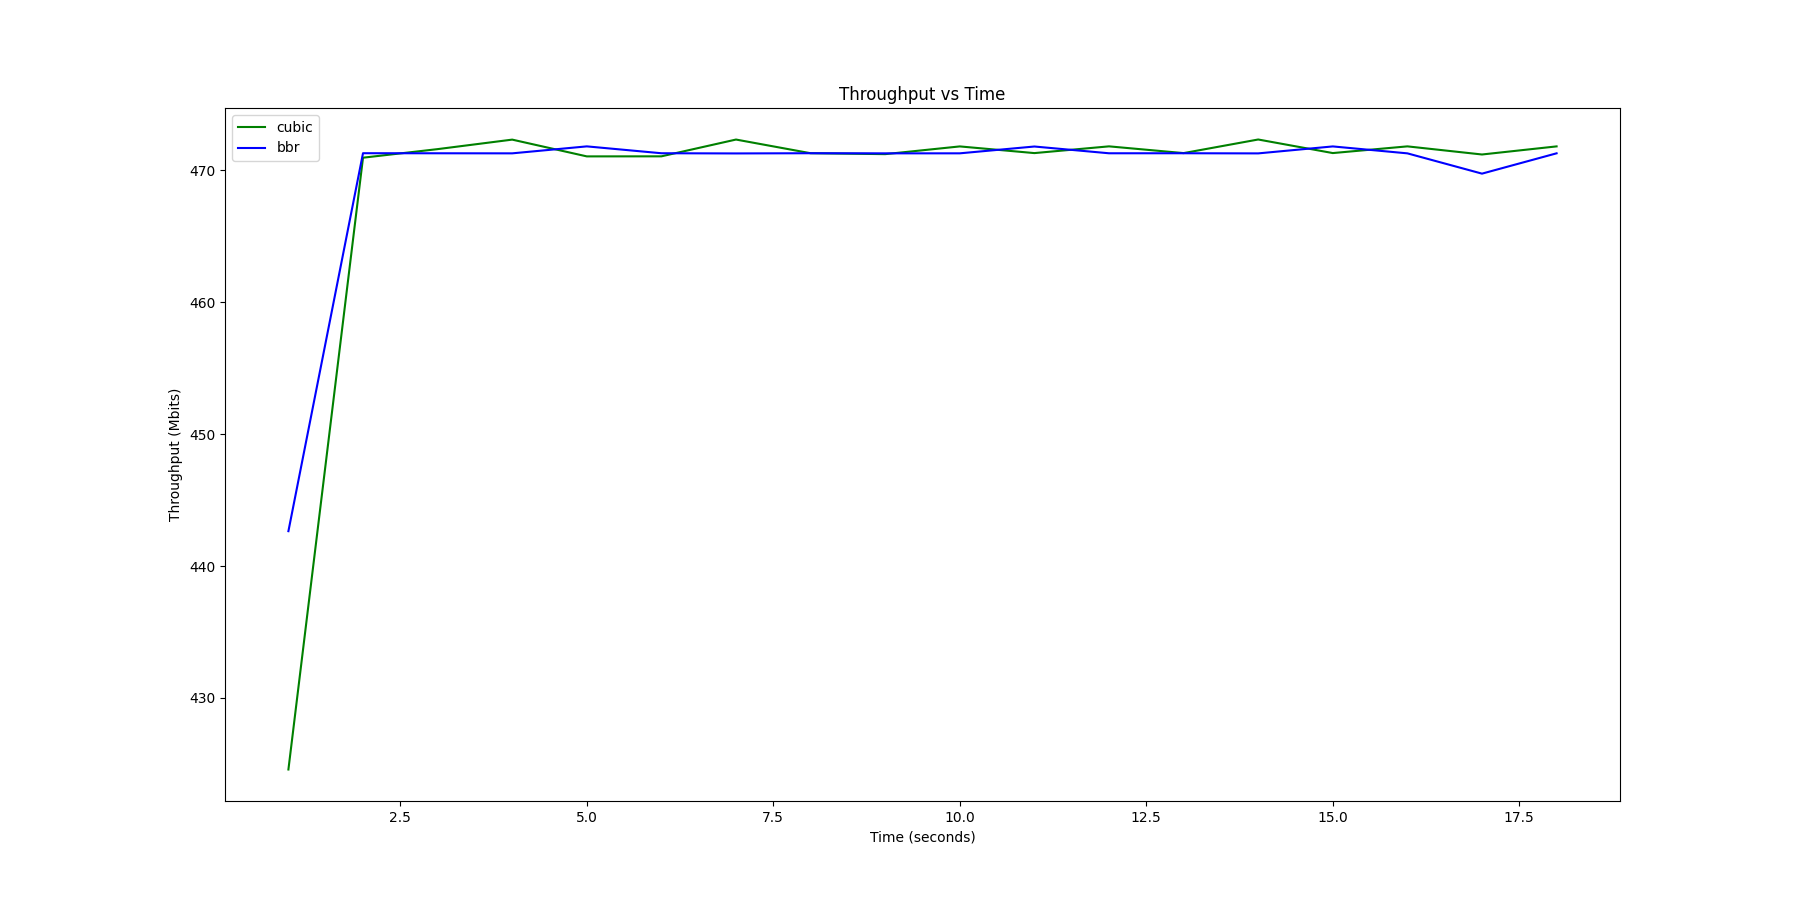 Throughput vs Time
cubic
bbr
470
460
450
440
430
Throughput (Mbits)
2.5 5.0 7.5 10.0 12.5 15.0 17.5
Time (seconds)